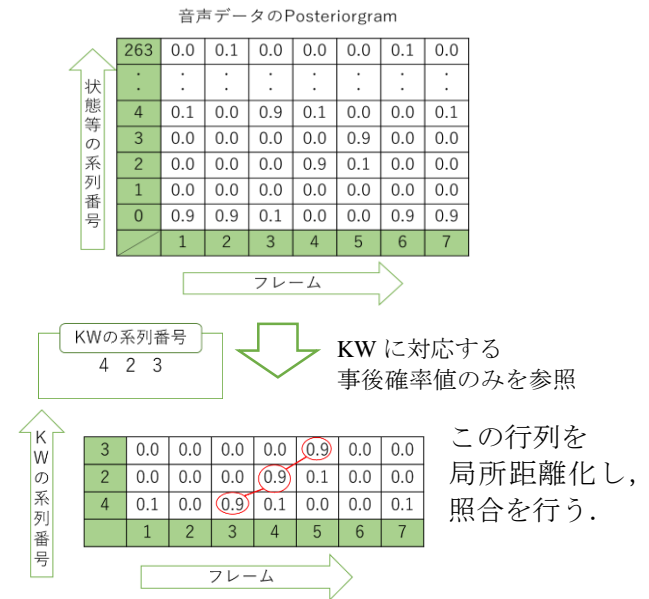 音声データのPosteriorgram
263 0.0 0.1 0.0 0.0 0.0 0.1 0.0
: : : : : : : :
4 0.1 0.0 0.9 0.1 0.0 0.0 0.1
3 0.0 0.0 0.0 0.0 0.9 0.0 0.0
2 0.0 0.0 0.0 0.9 0.1 0.0 0.0
1 0.0 0.0 0.0 0.0 0.0 0.0 0.0
0 0.9 0.9 0.1 0.0 0.0 0.9 0.9
1 2 3 4 5 6 7
状態等の系列番号
フレーム
KWの系列番号
4 2 3
KW に対応する
事後確率値のみを参照
KWの系列番号
3 0.0 0.0 0.0 0.0 0.9 0.0 0.0
2 0.0 0.0 0.0 0.9 0.1 0.0 0.0
4 0.1 0.0 0.9 0.1 0.0 0.0 0.1
1 2 3 4 5 6 7
フレーム
この行列を
局所距離化し,
照合を行う.